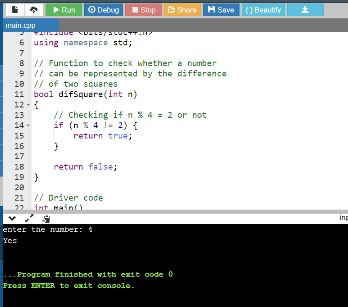 Run Debug Stop Share Save {} Beautify
main.cpp
5 #include <bits/stdc++.h>
6 using namespace std;
7
8 // Function to check whether a number
9 // can be represented by the difference
10 // of two squares
11 bool difSquare(int n)
12 {
13 // Checking if n % 4 = 2 or not
14 if (n % 4 != 2) {
15 return true;
16 }
17
18 return false;
19 }
20
21 // Driver code
22 int main()
inp
enter the number: 4
Yes
...Program finished with exit code 0
Press ENTER to exit console.